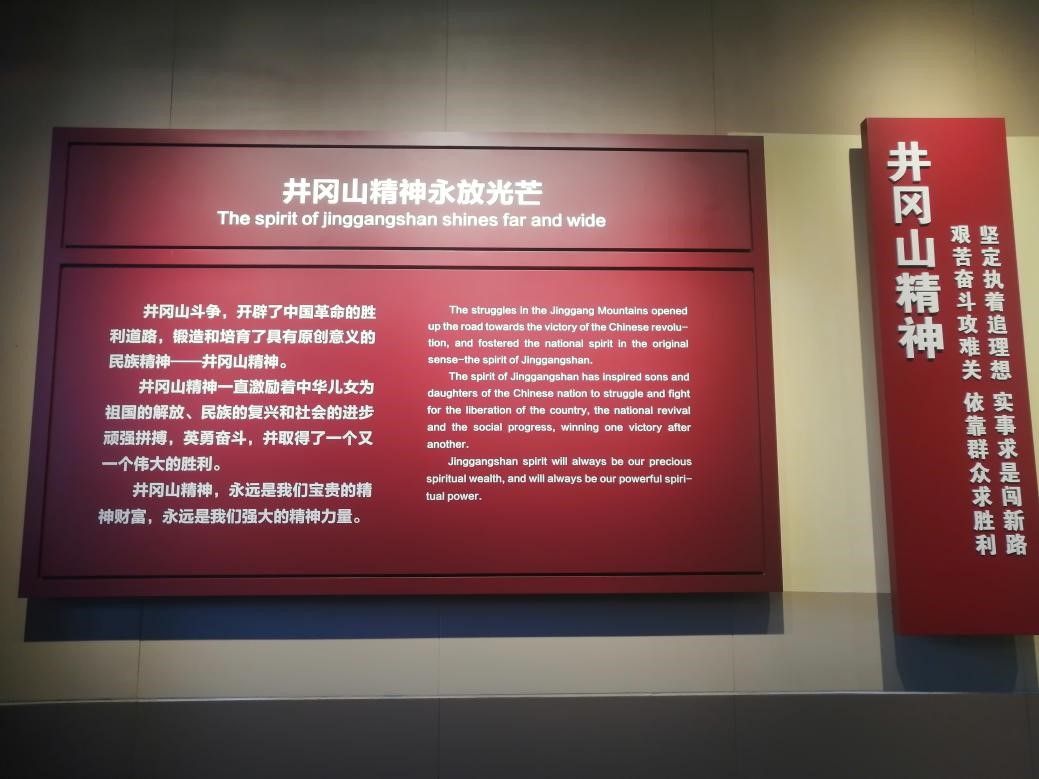 井冈山精神永放光芒
The spirit of jinggangshan shines far and wide
井冈山斗争，开辟了中国革命的胜
利道路，锻造和培育了具有原创意义的
民族精神——井冈山精神。
井冈山精神一直激励着中华儿女为
祖国的解放、民族的复兴和社会的进步
顽强拼搏，英勇奋斗，并取得了一个又
一个伟大的胜利。
井冈山精神，永远是我们宝贵的精
神财富，永远是我们强大的精神力量。
The struggles in the Jinggang Mountains opened
up the road towards the victory of the Chinese revolu-
tion, and fostered the national spirit in the original
sense-the spirit of Jinggangshan.
The spirit of Jinggangshan has inspired sons and
daughters of the Chinese nation to struggle and fight
for the liberation of the country, the national revival
and the social progress, winning one victory after
another.
Jinggangshan spirit will always be our precious
spiritual wealth, and will always be our powerful spiri-
tual power.
井冈山精神
坚定执着追理想 实事求是闯新路
艰苦奋斗攻难关 依靠群众求胜利